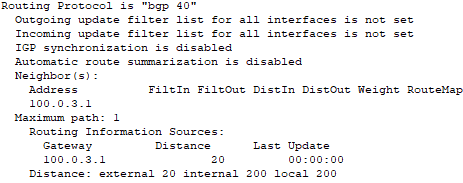 Routing Protocol is "bgp 40"
Outgoing update filter list for all interfaces is not set
Incoming update filter list for all interfaces is not set
IGP synchronization is disabled
Automatic route summarization is disabled
Neighbor(s):
Address FiltIn FiltOut DistIn DistOut Weight RouteMap
100.0.3.1
Maximum path: 1
Routing Information Sources:
Gateway Distance Last Update
100.0.3.1 20 00:00:00
Distance: external 20 internal 200 local 200